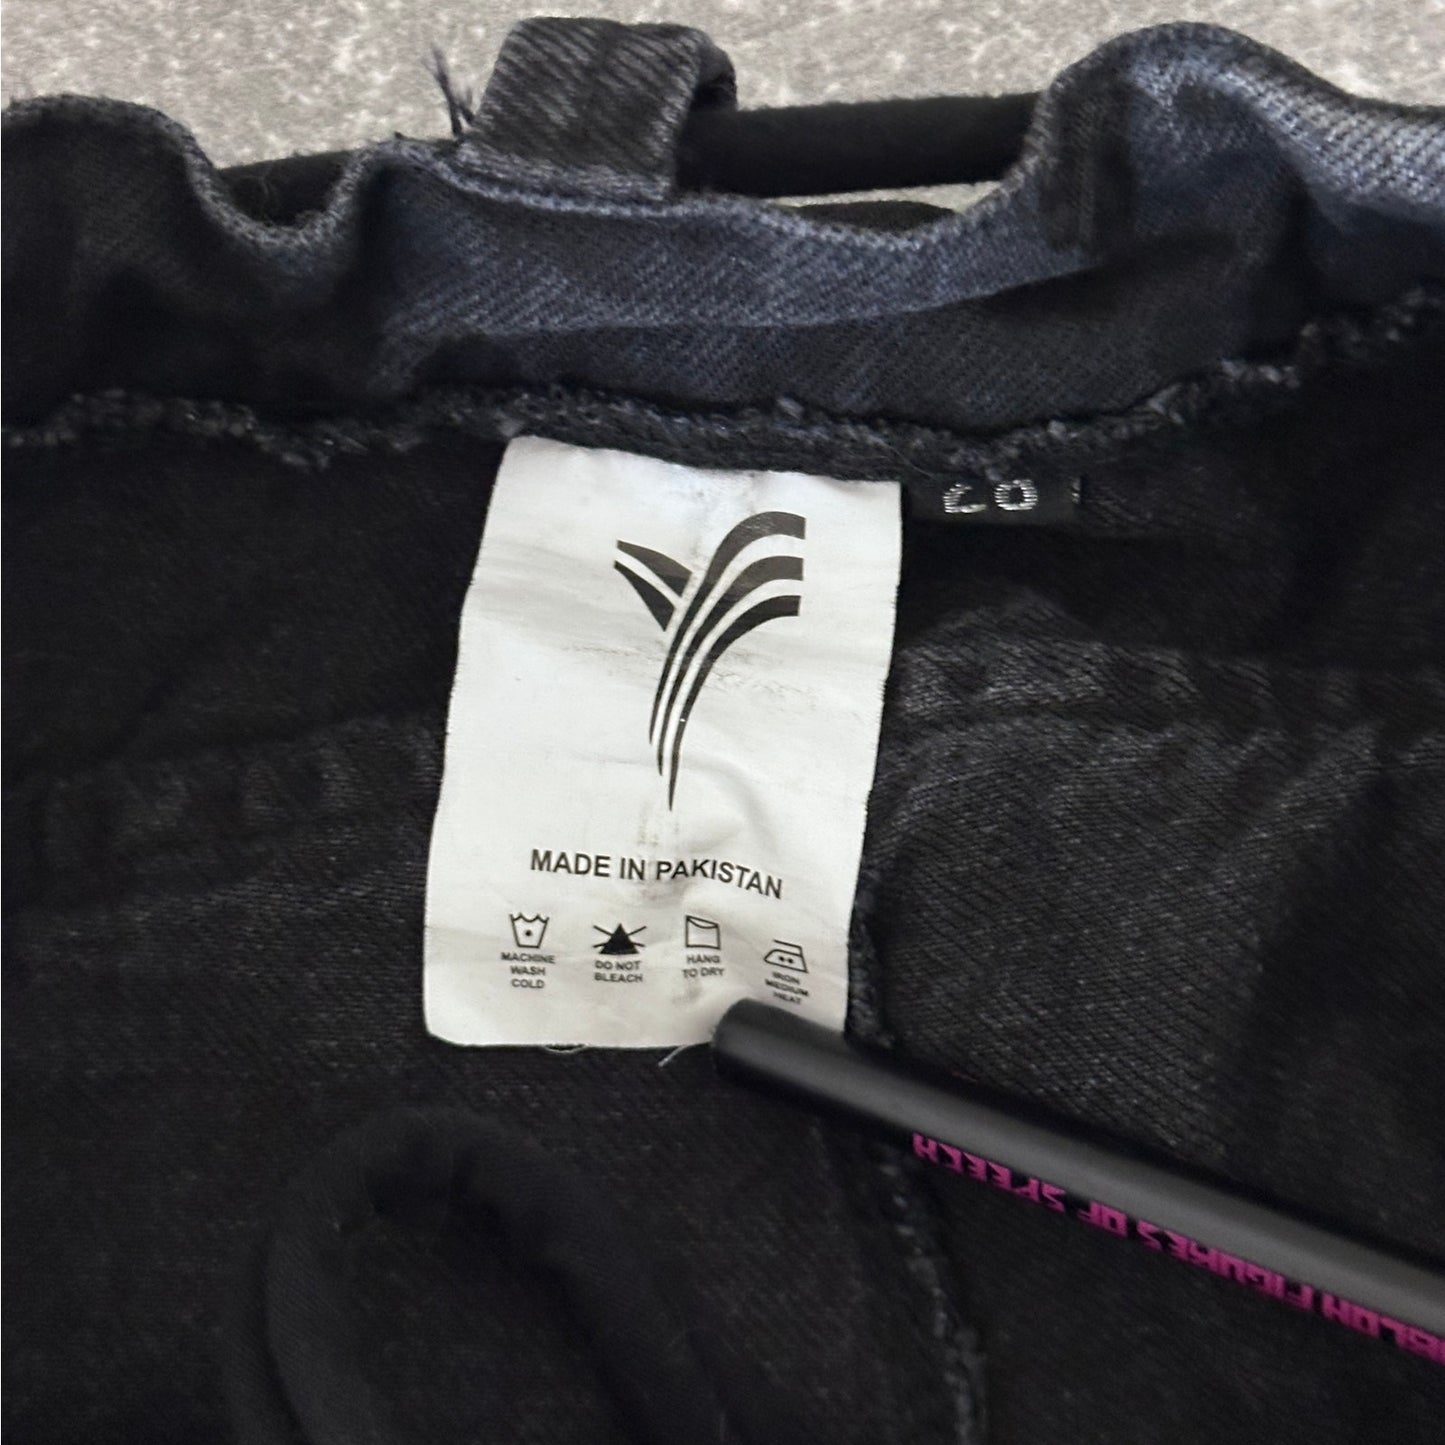 MADE IN PAKISTAN
MACHINE
WASH
COLD
DO NOT
BLEACH
HANG
TO DRY
IRON
MEDIUM
HEAT
FIGURES OF SPEECH